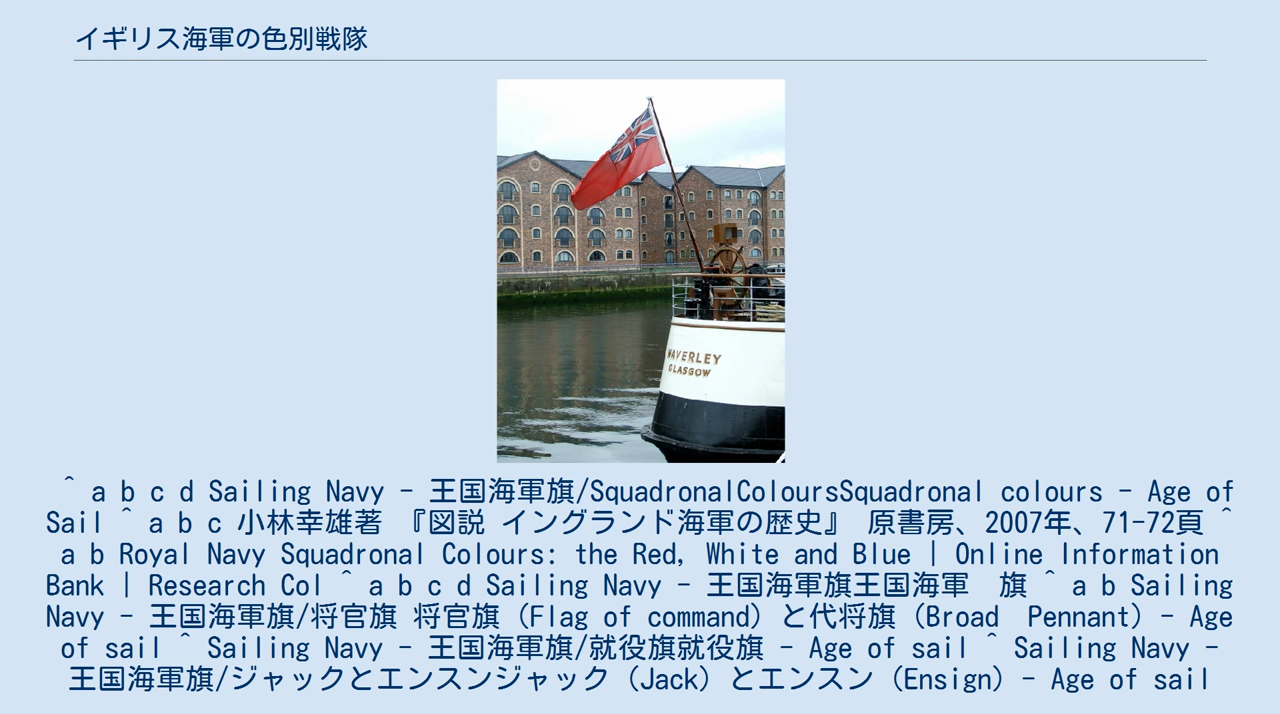 イギリス海軍の色別戦隊
WAVERLEY
GLASGOW
^ a b c d Sailing Navy - 王国海軍旗/SquadronalColoursSquadronal colours - Age of
Sail ^ a b c 小林幸雄著 『図説 イングランド海軍の歴史』 原書房、2007年、71-72頁 ^
a b Royal Navy Squadronal Colours: the Red, White and Blue | Online Information
Bank | Research Col ^ a b c d Sailing Navy - 王国海軍旗王国海軍　旗 ^ a b Sailing
Navy - 王国海軍旗/将官旗 将官旗（Flag of command）と代将旗（Broad　Pennant）- Age
of sail ^ Sailing Navy - 王国海軍旗/就役旗就役旗 - Age of sail ^ Sailing Navy -
王国海軍旗/ジャックとエンスンジャック（Jack）とエンスン（Ensign）- Age of sail